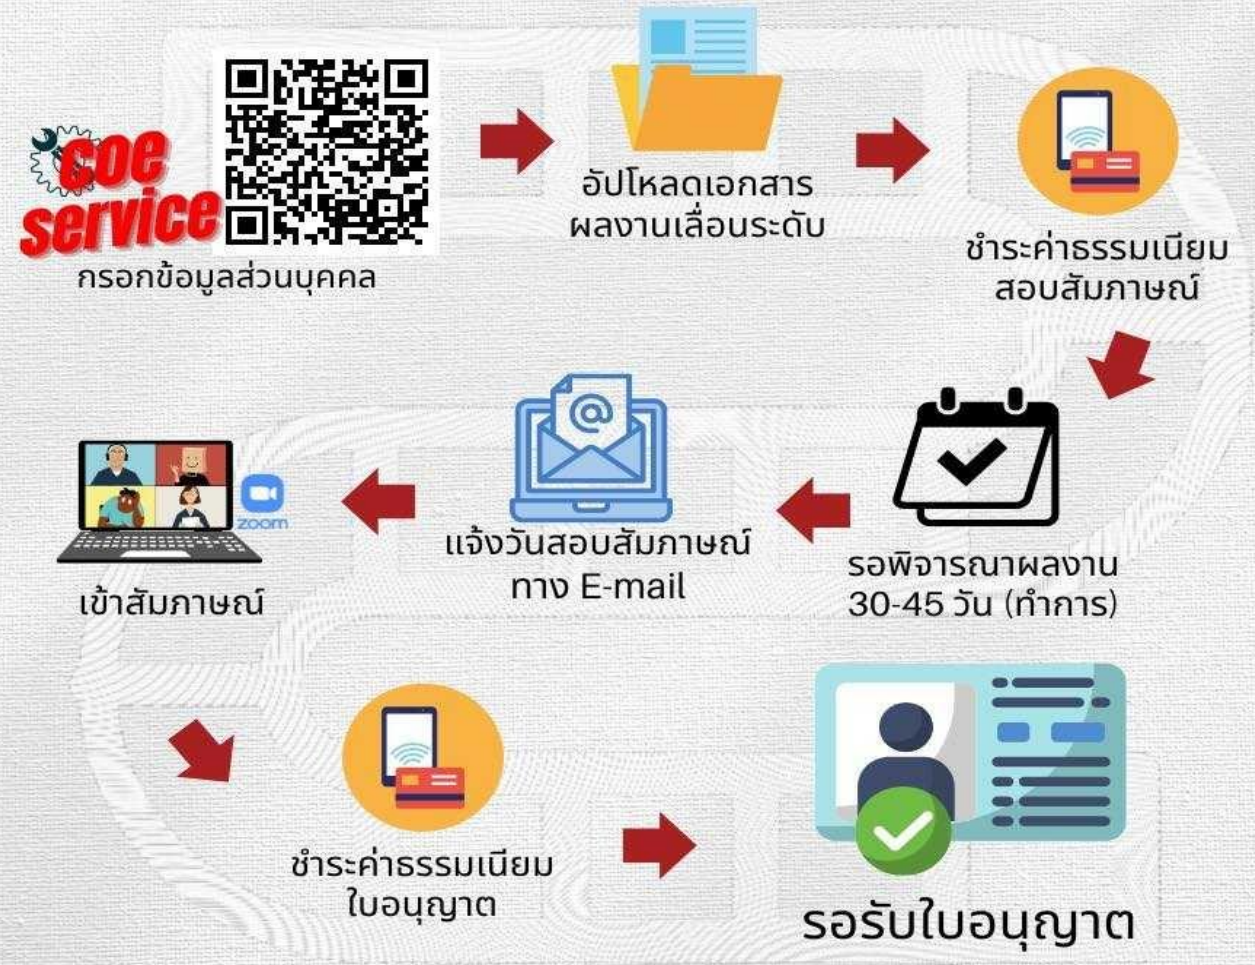 coe
service
กรอกข้อมูลส่วนบุคคล
อัปโหลดเอกสาร
ผลงานเลื่อนระดับ
ชำระค่าธรรมเนียม
สอบสัมภาษณ์
รอพิจารณาผลงาน
30-45 วัน (ทำการ)
แจ้งวันสอบสัมภาษณ์
ทาง E-mail
zoom
เข้าสัมภาษณ์
ชำระค่าธรรมเนียม
ใบอนุญาต
รอรับใบอนุญาต